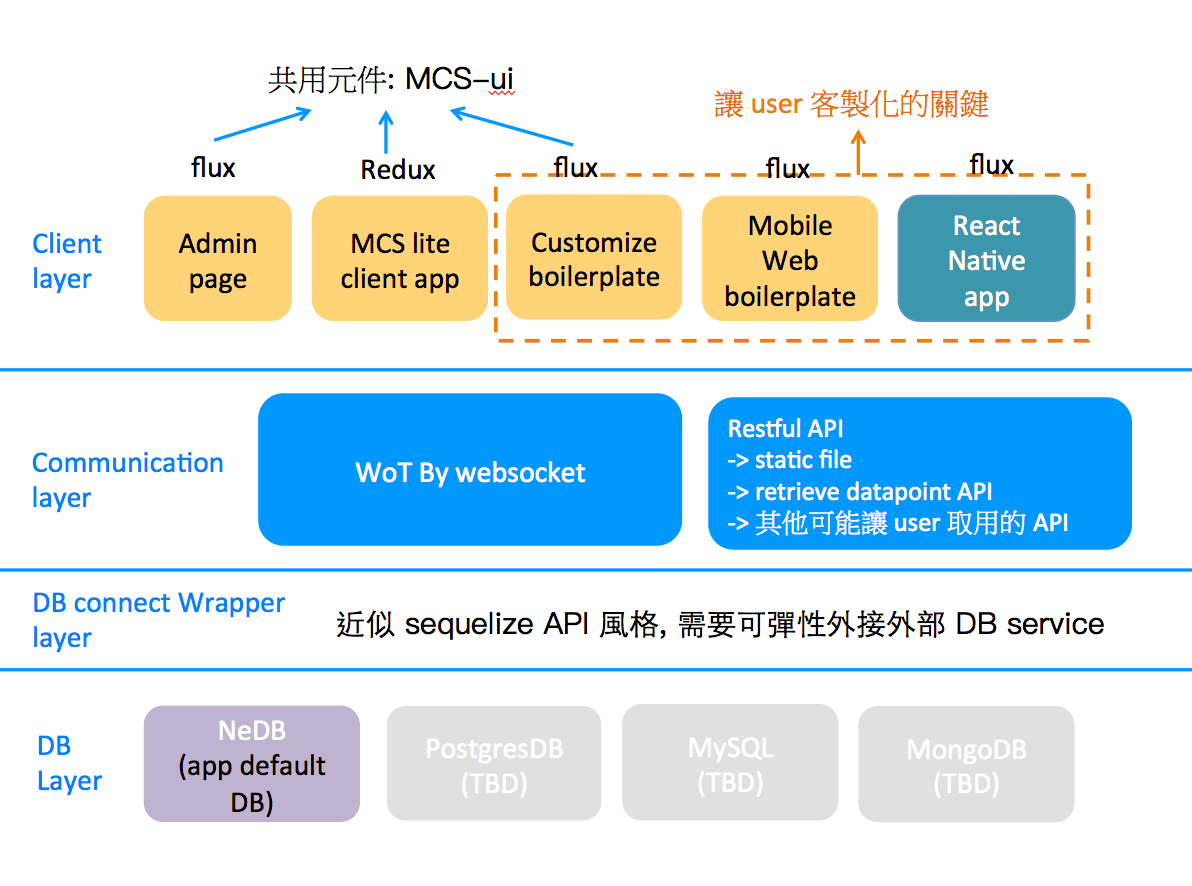 共用元件: MCS-ui
讓 user 客製化的關鍵
flux
Redux
flux
flux
flux
Client
layer
Admin
page
MCS lite
client app
Customize
boilerplate
Mobile
Web
boilerplate
React
Native
app
Communication
layer
WoT By websocket
Restful API
-> static file
-> retrieve datapoint API
-> 其他可能讓 user 取用的 API
DB connect Wrapper
layer
近似 sequelize API 風格, 需要可彈性外接外部 DB service
DB
Layer
NeDB
(app default
DB)
PostgresDB
(TBD)
MySQL
(TBD)
MongoDB
(TBD)